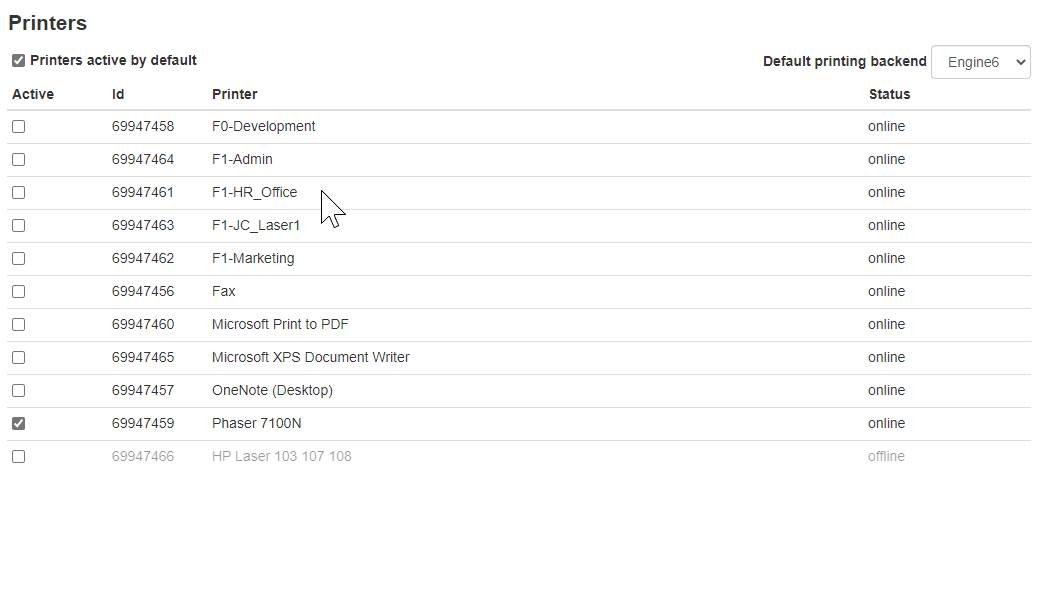 Printers
Printers active by default
Default printing backend Engine6
Active Id Printer Status
69947458 F0-Development online
69947464 F1-Admin online
69947461 F1-HR_Office online
69947463 F1-JC_Laser1 online
69947462 F1-Marketing online
69947456 Fax online
69947460 Microsoft Print to PDF online
69947465 Microsoft XPS Document Writer online
69947457 OneNote (Desktop) online
69947459 Phaser 7100N online
69947466 HP Laser 103 107 108 offline